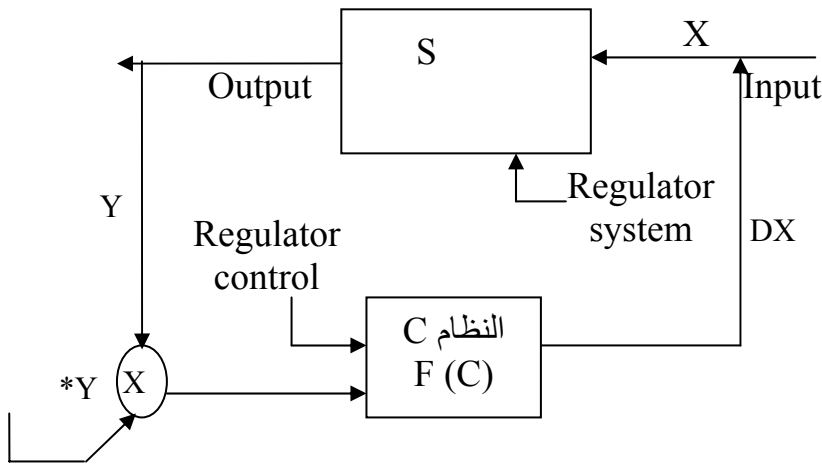 S
X
Output
Input
Regulator
system
Y
Regulator
control
DX
النظام C
F (C)
*Y
X